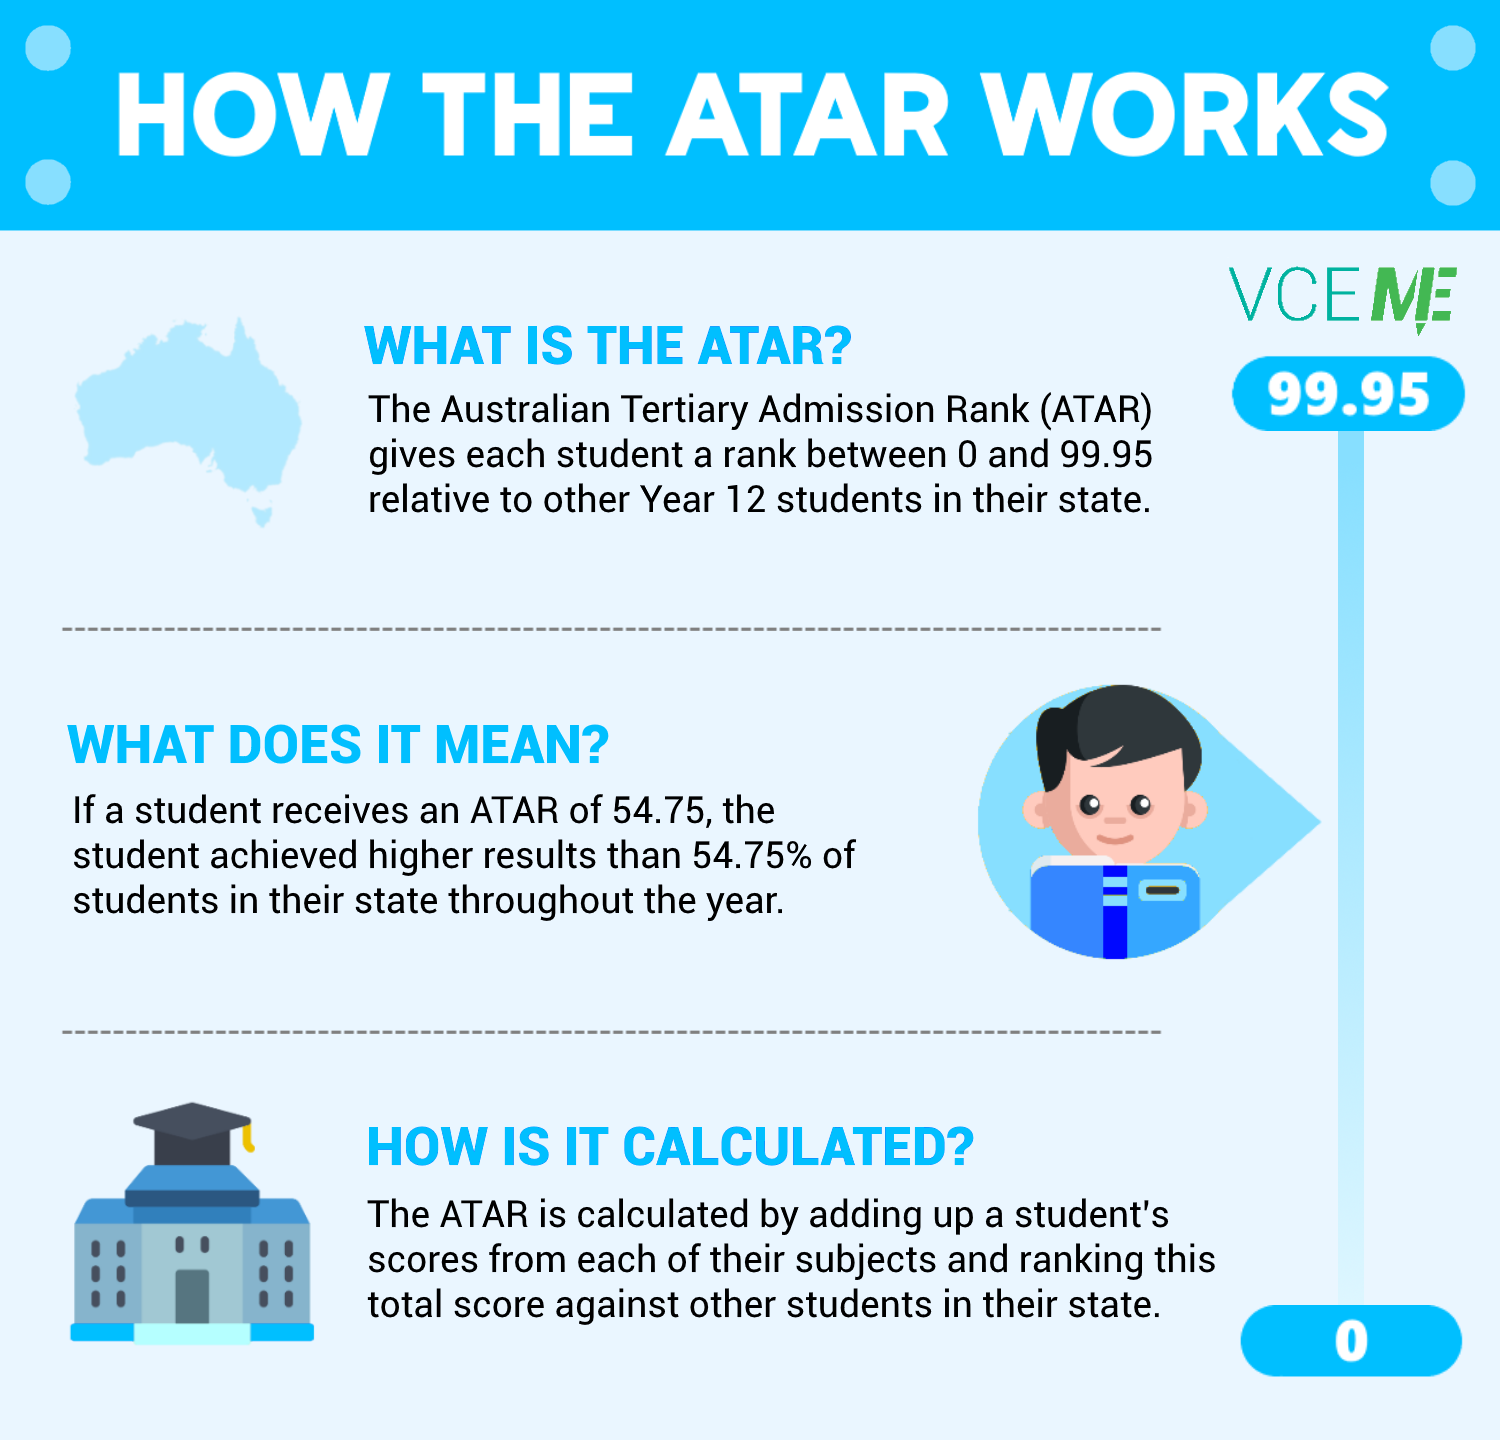 HOW THE ATAR WORKS
VCE ME
WHAT IS THE ATAR?
The Australian Tertiary Admission Rank (ATAR)
gives each student a rank between 0 and 99.95
relative to other Year 12 students in their state.
99.95
WHAT DOES IT MEAN?
If a student receives an ATAR of 54.75, the
student achieved higher results than 54.75% of
students in their state throughout the year.
HOW IS IT CALCULATED?
The ATAR is calculated by adding up a student's
scores from each of their subjects and ranking this
total score against other students in their state.
0